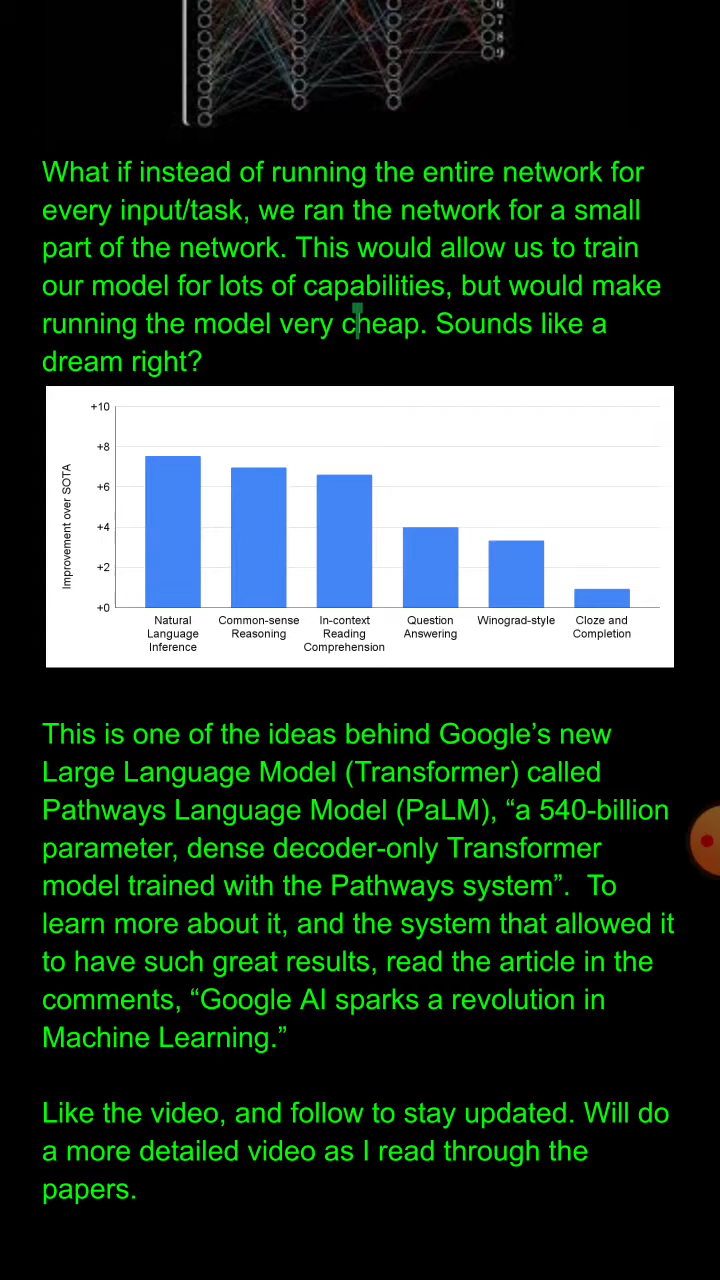 6
7
8
9
What if instead of running the entire network for
every input/task, we ran the network for a small
part of the network. This would allow us to train
our model for lots of capabilities, but would make
running the model very cheap. Sounds like a
dream right?
+10
+8
+6
+4
+2
+0
Improvement over SOTA
Natural
Language
Inference
Common-sense
Reasoning
In-context
Reading
Comprehension
Question
Answering
Winograd-style
Cloze and
Completion
This is one of the ideas behind Google’s new
Large Language Model (Transformer) called
Pathways Language Model (PaLM), “a 540-billion
parameter, dense decoder-only Transformer
model trained with the Pathways system”.  To
learn more about it, and the system that allowed it
to have such great results, read the article in the
comments, “Google AI sparks a revolution in
Machine Learning.”
Like the video, and follow to stay updated. Will do
a more detailed video as I read through the
papers.